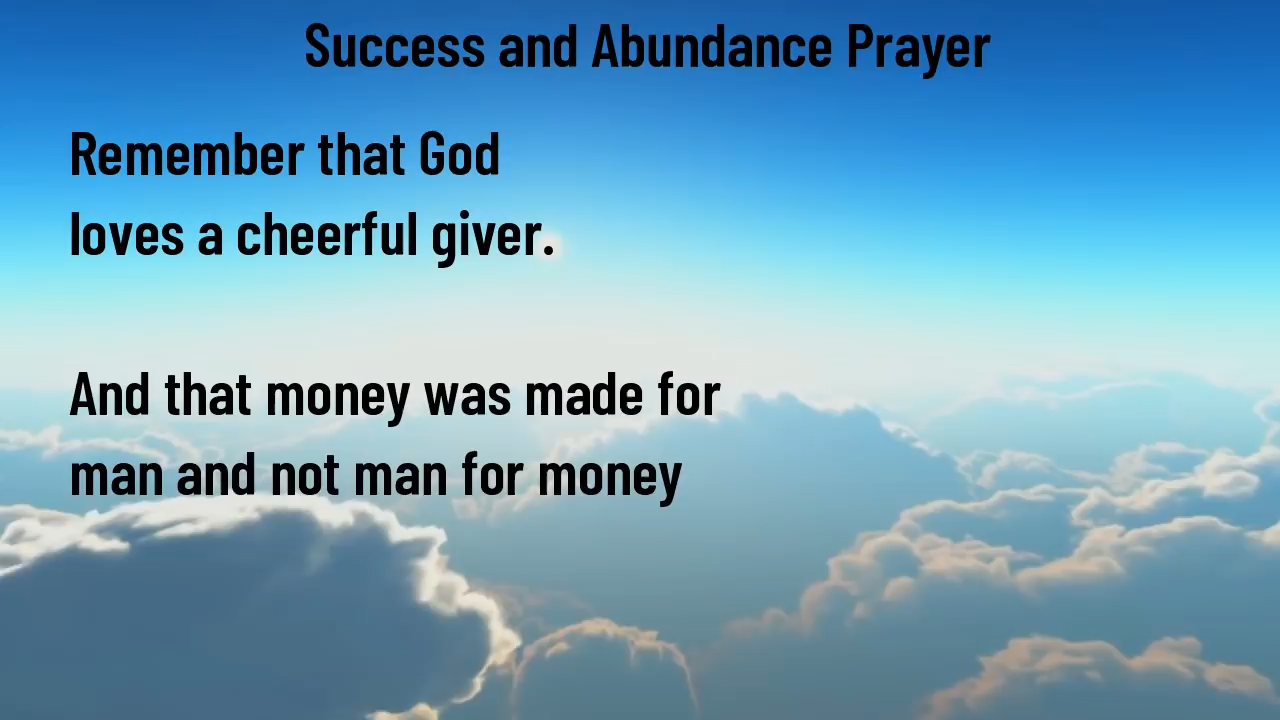 Success and Abundance Prayer
Remember that God
loves a cheerful giver.
And that money was made for
man and not man for money